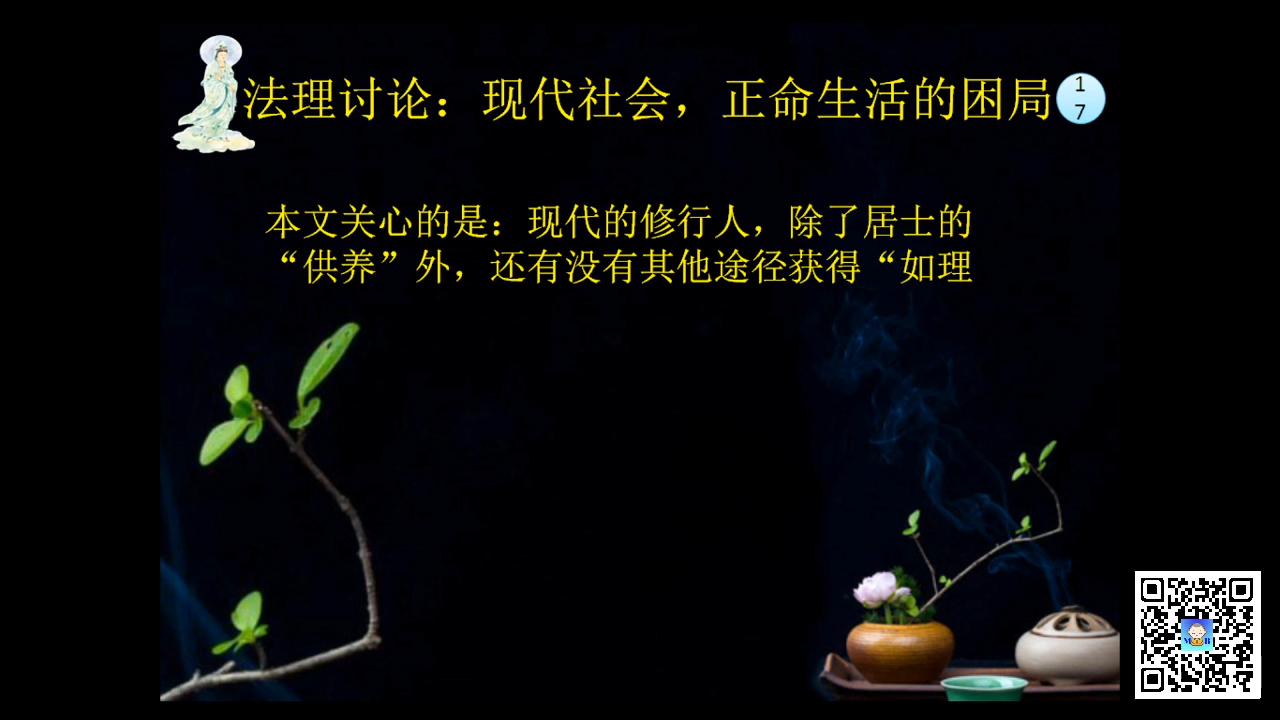 法理讨论：现代社会，正命生活的困局
17
本文关心的是：现代的修行人，除了居士的
“供养”外，还有没有其他途径获得“如理
M B